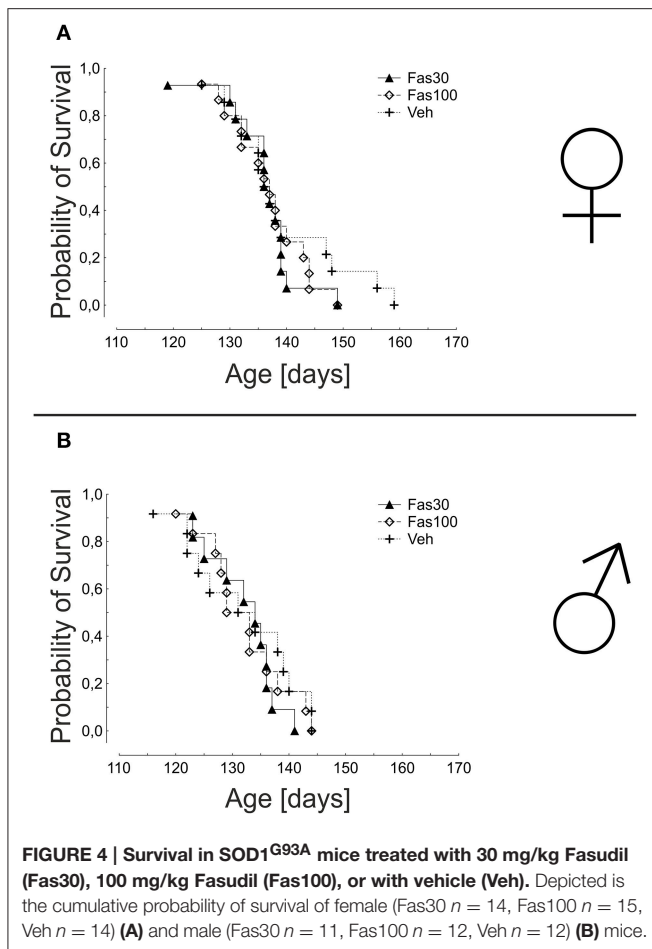 A
Probability of Survival
1,0
0,8
0,6
0,4
0,2
0,0
Fas30
Fas100
Veh
110 120 130 140 150 160 170
Age [days]
B
Probability of Survival
1,0
0,8
0,6
0,4
0,2
0,0
Fas30
Fas100
Veh
110 120 130 140 150 160 170
Age [days]
FIGURE 4 | Survival in SOD1G93A mice treated with 30 mg/kg Fasudil
(Fas30), 100 mg/kg Fasudil (Fas100), or with vehicle (Veh). Depicted is
the cumulative probability of survival of female (Fas30 n = 14, Fas100 n = 15,
Veh n = 14) (A) and male (Fas30 n = 11, Fas100 n = 12, Veh n = 12) (B) mice.